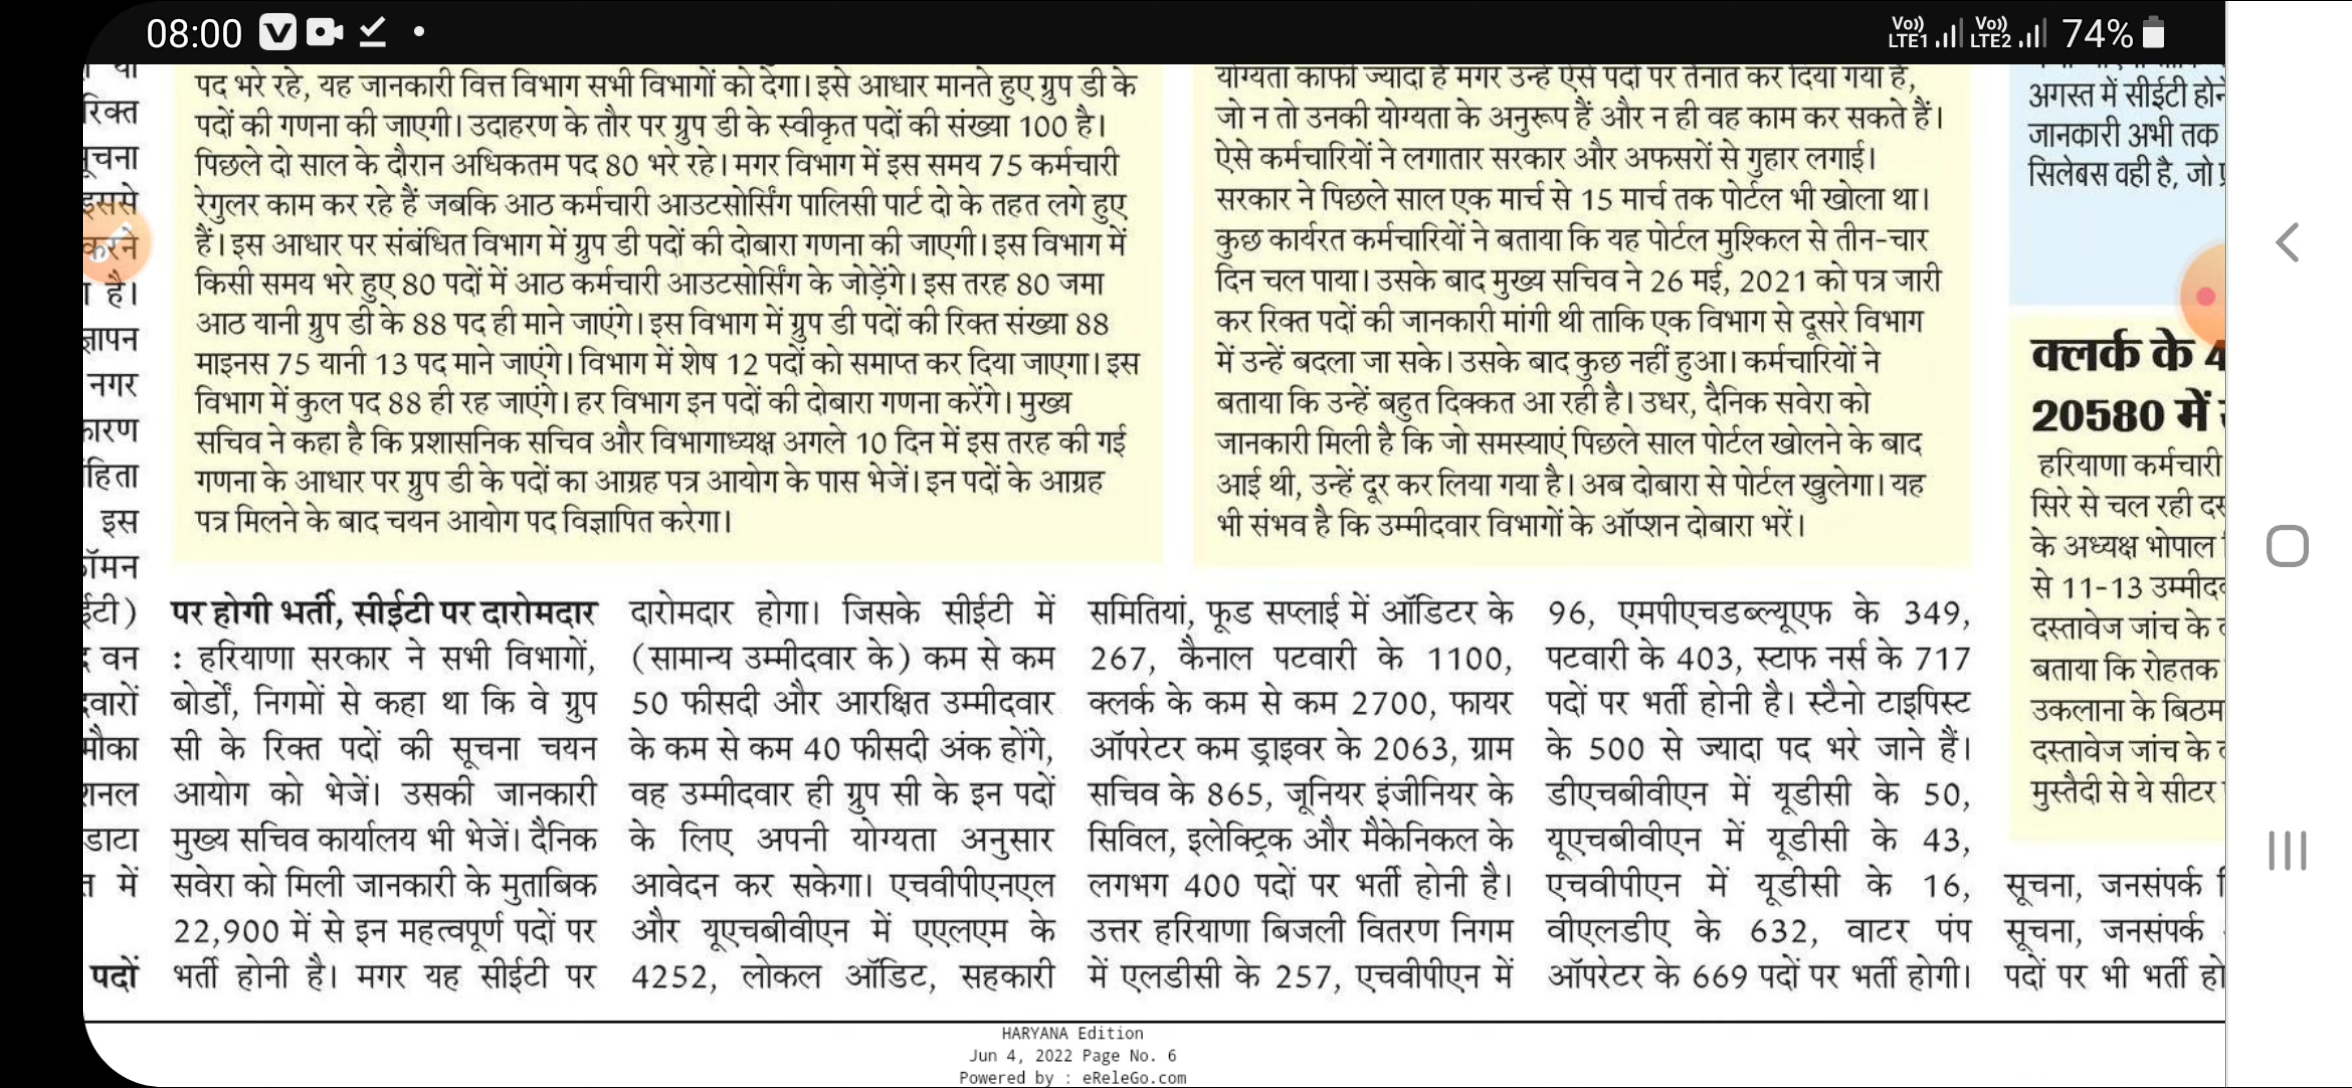 08:00
Vo)) LTE1 Vo)) LTE2 74%
रिक्त
इससे
करने
है।
नगर
इस
वन
पदों
में
पद भरे रहे, यह जानकारी वित्त विभाग सभी विभागों को देगा। इसे आधार मानते हुए ग्रुप डी के
पदों की गणना की जाएगी। उदाहरण के तौर पर ग्रुप डी के स्वीकृत पदों की संख्या 100 है।
पिछले दो साल के दौरान अधिकतम पद 80 भरे रहे। मगर विभाग में इस समय 75 कर्मचारी
रेगुलर काम कर रहे हैं जबकि आठ कर्मचारी आउटसोर्सिंग पालिसी पार्ट दो के तहत लगे हुए
हैं। इस आधार पर संबंधित विभाग में ग्रुप डी पदों की दोबारा गणना की जाएगी। इस विभाग में
किसी समय भरे हुए 80 पदों में आठ कर्मचारी आउटसोर्सिंग के जोड़ेंगे। इस तरह 80 जमा
आठ यानी ग्रुप डी के 88 पद ही माने जाएंगे। इस विभाग में ग्रुप डी पदों की रिक्त संख्या 88
माइनस 75 यानी 13 पद माने जाएंगे। विभाग में शेष 12 पदों को समाप्त कर दिया जाएगा। इस
विभाग में कुल पद 88 ही रह जाएंगे। हर विभाग इन पदों की दोबारा गणना करेंगे। मुख्य
सचिव ने कहा है कि प्रशासनिक सचिव और विभागाध्यक्ष अगले 10 दिन में इस तरह की गई
गणना के आधार पर ग्रुप डी के पदों का आग्रह पत्र आयोग के पास भेजें। इन पदों के आग्रह
पत्र मिलने के बाद चयन आयोग पद विज्ञापित करेगा।
योग्यता काफी ज्यादा है मगर उन्हें ऐसे पदों पर तैनात कर दिया गया है,
जो न तो उनकी योग्यता के अनुरूप हैं और न ही वह काम कर सकते हैं।
ऐसे कर्मचारियों ने लगातार सरकार और अफसरों से गुहार लगाई।
सरकार ने पिछले साल एक मार्च से 15 मार्च तक पोर्टल भी खोला था।
कुछ कार्यरत कर्मचारियों ने बताया कि यह पोर्टल मुश्किल से तीन-चार
दिन चल पाया। उसके बाद मुख्य सचिव ने 26 मई, 2021 को पत्र जारी
कर रिक्त पदों की जानकारी मांगी थी ताकि एक विभाग से दूसरे विभाग
में उन्हें बदला जा सके। उसके बाद कुछ नहीं हुआ। कर्मचारियों ने
बताया कि उन्हें बहुत दिक्कत आ रही है। उधर, दैनिक सवेरा को
जानकारी मिली है कि जो समस्याएं पिछले साल पोर्टल खोलने के बाद
आई थी, उन्हें दूर कर लिया गया है। अब दोबारा से पोर्टल खुलेगा। यह
भी संभव है कि उम्मीदवार विभागों के ऑप्शन दोबारा भरें।
पर होगी भर्ती, सीईटी पर दारोमदार
: हरियाणा सरकार ने सभी विभागों,
बोर्डों, निगमों से कहा था कि वे ग्रुप
सी के रिक्त पदों की सूचना चयन
आयोग को भेजें। उसकी जानकारी
मुख्य सचिव कार्यालय भी भेजें। दैनिक
सवेरा को मिली जानकारी के मुताबिक
22,900 में से इन महत्वपूर्ण पदों पर
भर्ती होनी है। मगर यह सीईटी पर
दारोमदार होगा। जिसके सीईटी में
(सामान्य उम्मीदवार के) कम से कम
50 फीसदी और आरक्षित उम्मीदवार
के कम से कम 40 फीसदी अंक होंगे,
वह उम्मीदवार ही ग्रुप सी के इन पदों
के लिए अपनी योग्यता अनुसार
आवेदन कर सकेगा। एचवीपीएनएल
और यूएचबीवीएन में एएलएम के
4252, लोकल ऑडिट, सहकारी
समितियां, फूड सप्लाई में ऑडिटर के
267, कैनाल पटवारी के 1100,
क्लर्क के कम से कम 2700, फायर
ऑपरेटर कम ड्राइवर के 2063, ग्राम
सचिव के 865, जूनियर इंजीनियर के
सिविल, इलेक्ट्रिक और मैकेनिकल के
लगभग 400 पदों पर भर्ती होनी है।
उत्तर हरियाणा बिजली वितरण निगम
में एलडीसी के 257, एचवीपीएन में
96, एमपीएचडब्ल्यूएफ के 349,
पटवारी के 403, स्टाफ नर्स के 717
पदों पर भर्ती होनी है। स्टैनो टाइपिस्ट
के 500 से ज्यादा पद भरे जाने हैं।
डीएचबीवीएन में यूडीसी के 50,
यूएचबीवीएन में यूडीसी के 43,
एचवीपीएन में यूडीसी के 16,
वीएलडीए के 632, वाटर पंप
ऑपरेटर के 669 पदों पर भर्ती होगी।
अगस्त में सीईटी
जानकारी अभी तक
सिलेबस वही है, जो
क्लर्क के
20580 में
हरियाणा कर्मचारी
सिरे से चल रही
के अध्यक्ष भोपाल
से 11-13
दस्तावेज जांच के
बताया कि रोहतक
उकलाना के
दस्तावेज जांच के
मुस्तैदी से ये सीटर
सूचना, जनसंपर्क
सूचना, जनसंपर्क
पदों पर भी भर्ती
HARYANA Edition
Jun 4, 2022 Page No. 6
Powered by : eReleGo.com